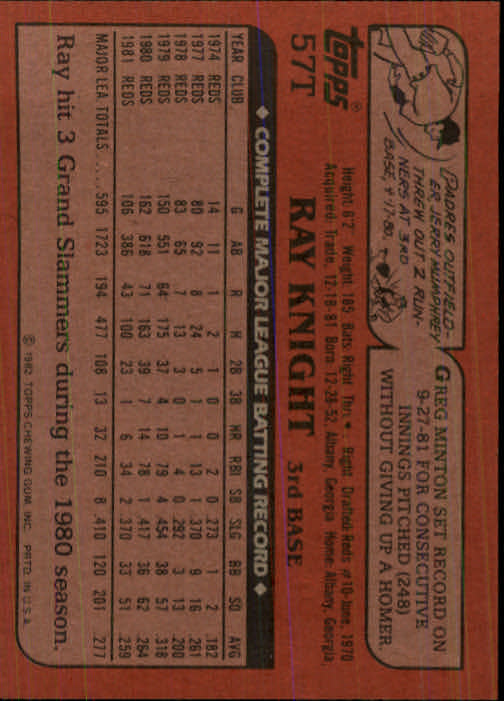 PADRES OUTFIELD-
ER JERRY MUMPHREY
THREW OUT 2 RUN-
NERS AT 3RD
BASE, 4-17-80.
GREG MINTON SET RECORD ON
9-27-81 FOR CONSECUTIVE
INNINGS PITCHED (248)
WITHOUT GIVING UP A HOMER
TOPPS®
57T RAY KNIGHT 3rd BASE
Height: 6'2 Weight: 185 Bats: Right Throws: Right Drafted: Reds #10-June, 1970
Acquired: Trade, 12-18-81 Born: 12-28-52, Albany, Georgia Home: Albany, Georgia
◆ COMPLETE MAJOR LEAGUE BATTING RECORD ◆
YEAR CLUB G AB R H 2B 3B HR RBI SB SLG BB SO AVG
1974 REDS 14 11 1 2 1 0 0 2 0 .273 1 2 .182
1977 REDS 80 92 8 24 5 1 1 13 1 .370 9 16 .261
1978 REDS 83 65 7 13 3 0 1 4 0 .292 3 13 .200
1979 REDS 150 551 64 175 37 4 10 79 4 .454 38 57 .318
1980 REDS 162 618 71 163 39 7 14 78 1 .417 36 62 .264
1981 REDS 106 386 43 100 23 1 6 34 2 .370 33 51 .259
MAJOR LEA. TOTALS 595 1723 194 477 108 13 32 210 8 .410 120 201 .277
Ray hit 3 Grand Slammers during the 1980 season.
© 1982 TOPPS CHEWING GUM INC. PRTD. IN U.S.A.